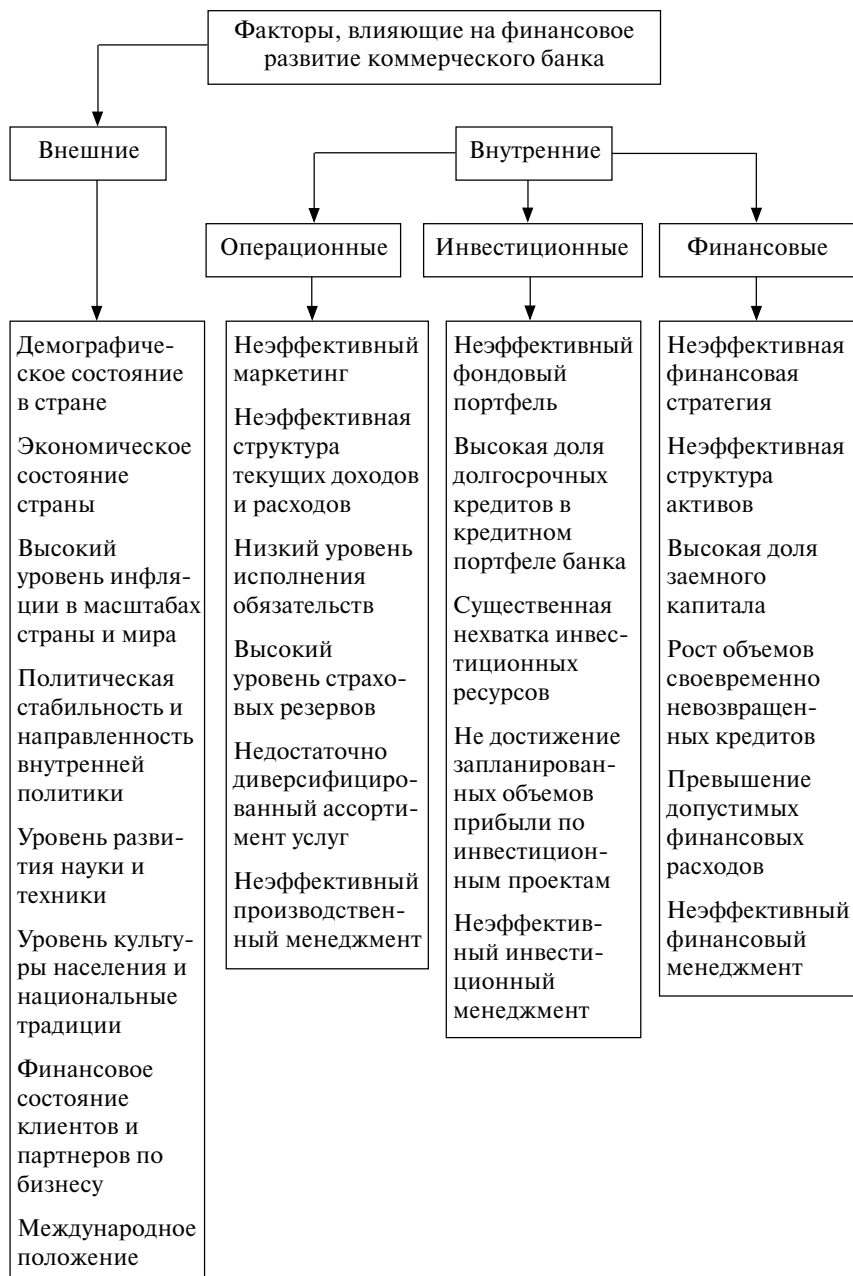 Факторы, влияющие на финансовое
развитие коммерческого банка
Внешние
Внутренние
Операционные
Инвестиционные
Финансовые
Демографиче-
ское состояние
в стране
Экономическое
состояние
страны
Высокий
уровень инфля-
ции в масштабах
страны и мира
Политическая
стабильность и
направленность
внутренней
политики
Уровень разви-
тия науки и
техники
Уровень культу-
ры населения и
национальные
традиции
Финансовое
состояние
клиентов и
партнеров по
бизнесу
Международное
положение
Неэффективный
маркетинг
Неэффективная
структура
текущих доходов
и расходов
Низкий уровень
исполнения
обязательств
Высокий
уровень страхо-
вых резервов
Недостаточно
диверсифициро-
ванный ассорти-
мент услуг
Неэффективный
производствен-
ный менеджмент
Неэффективный
фондовый
портфель
Высокая доля
долгосрочных
кредитов в
кредитном
портфеле банка
Существенная
нехватка инвес-
тиционных
ресурсов
Не достижение
запланирован-
ных объемов
прибыли по
инвестицион-
ным проектам
Неэффектив-
ный инвести-
ционный
менеджмент
Неэффективная
финансовая
стратегия
Неэффективная
структура
активов
Высокая доля
заемного
капитала
Рост объемов
своевременно
невозвращен-
ных кредитов
Превышение
допустимых
финансовых
расходов
Неэффективный
финансовый
менеджмент